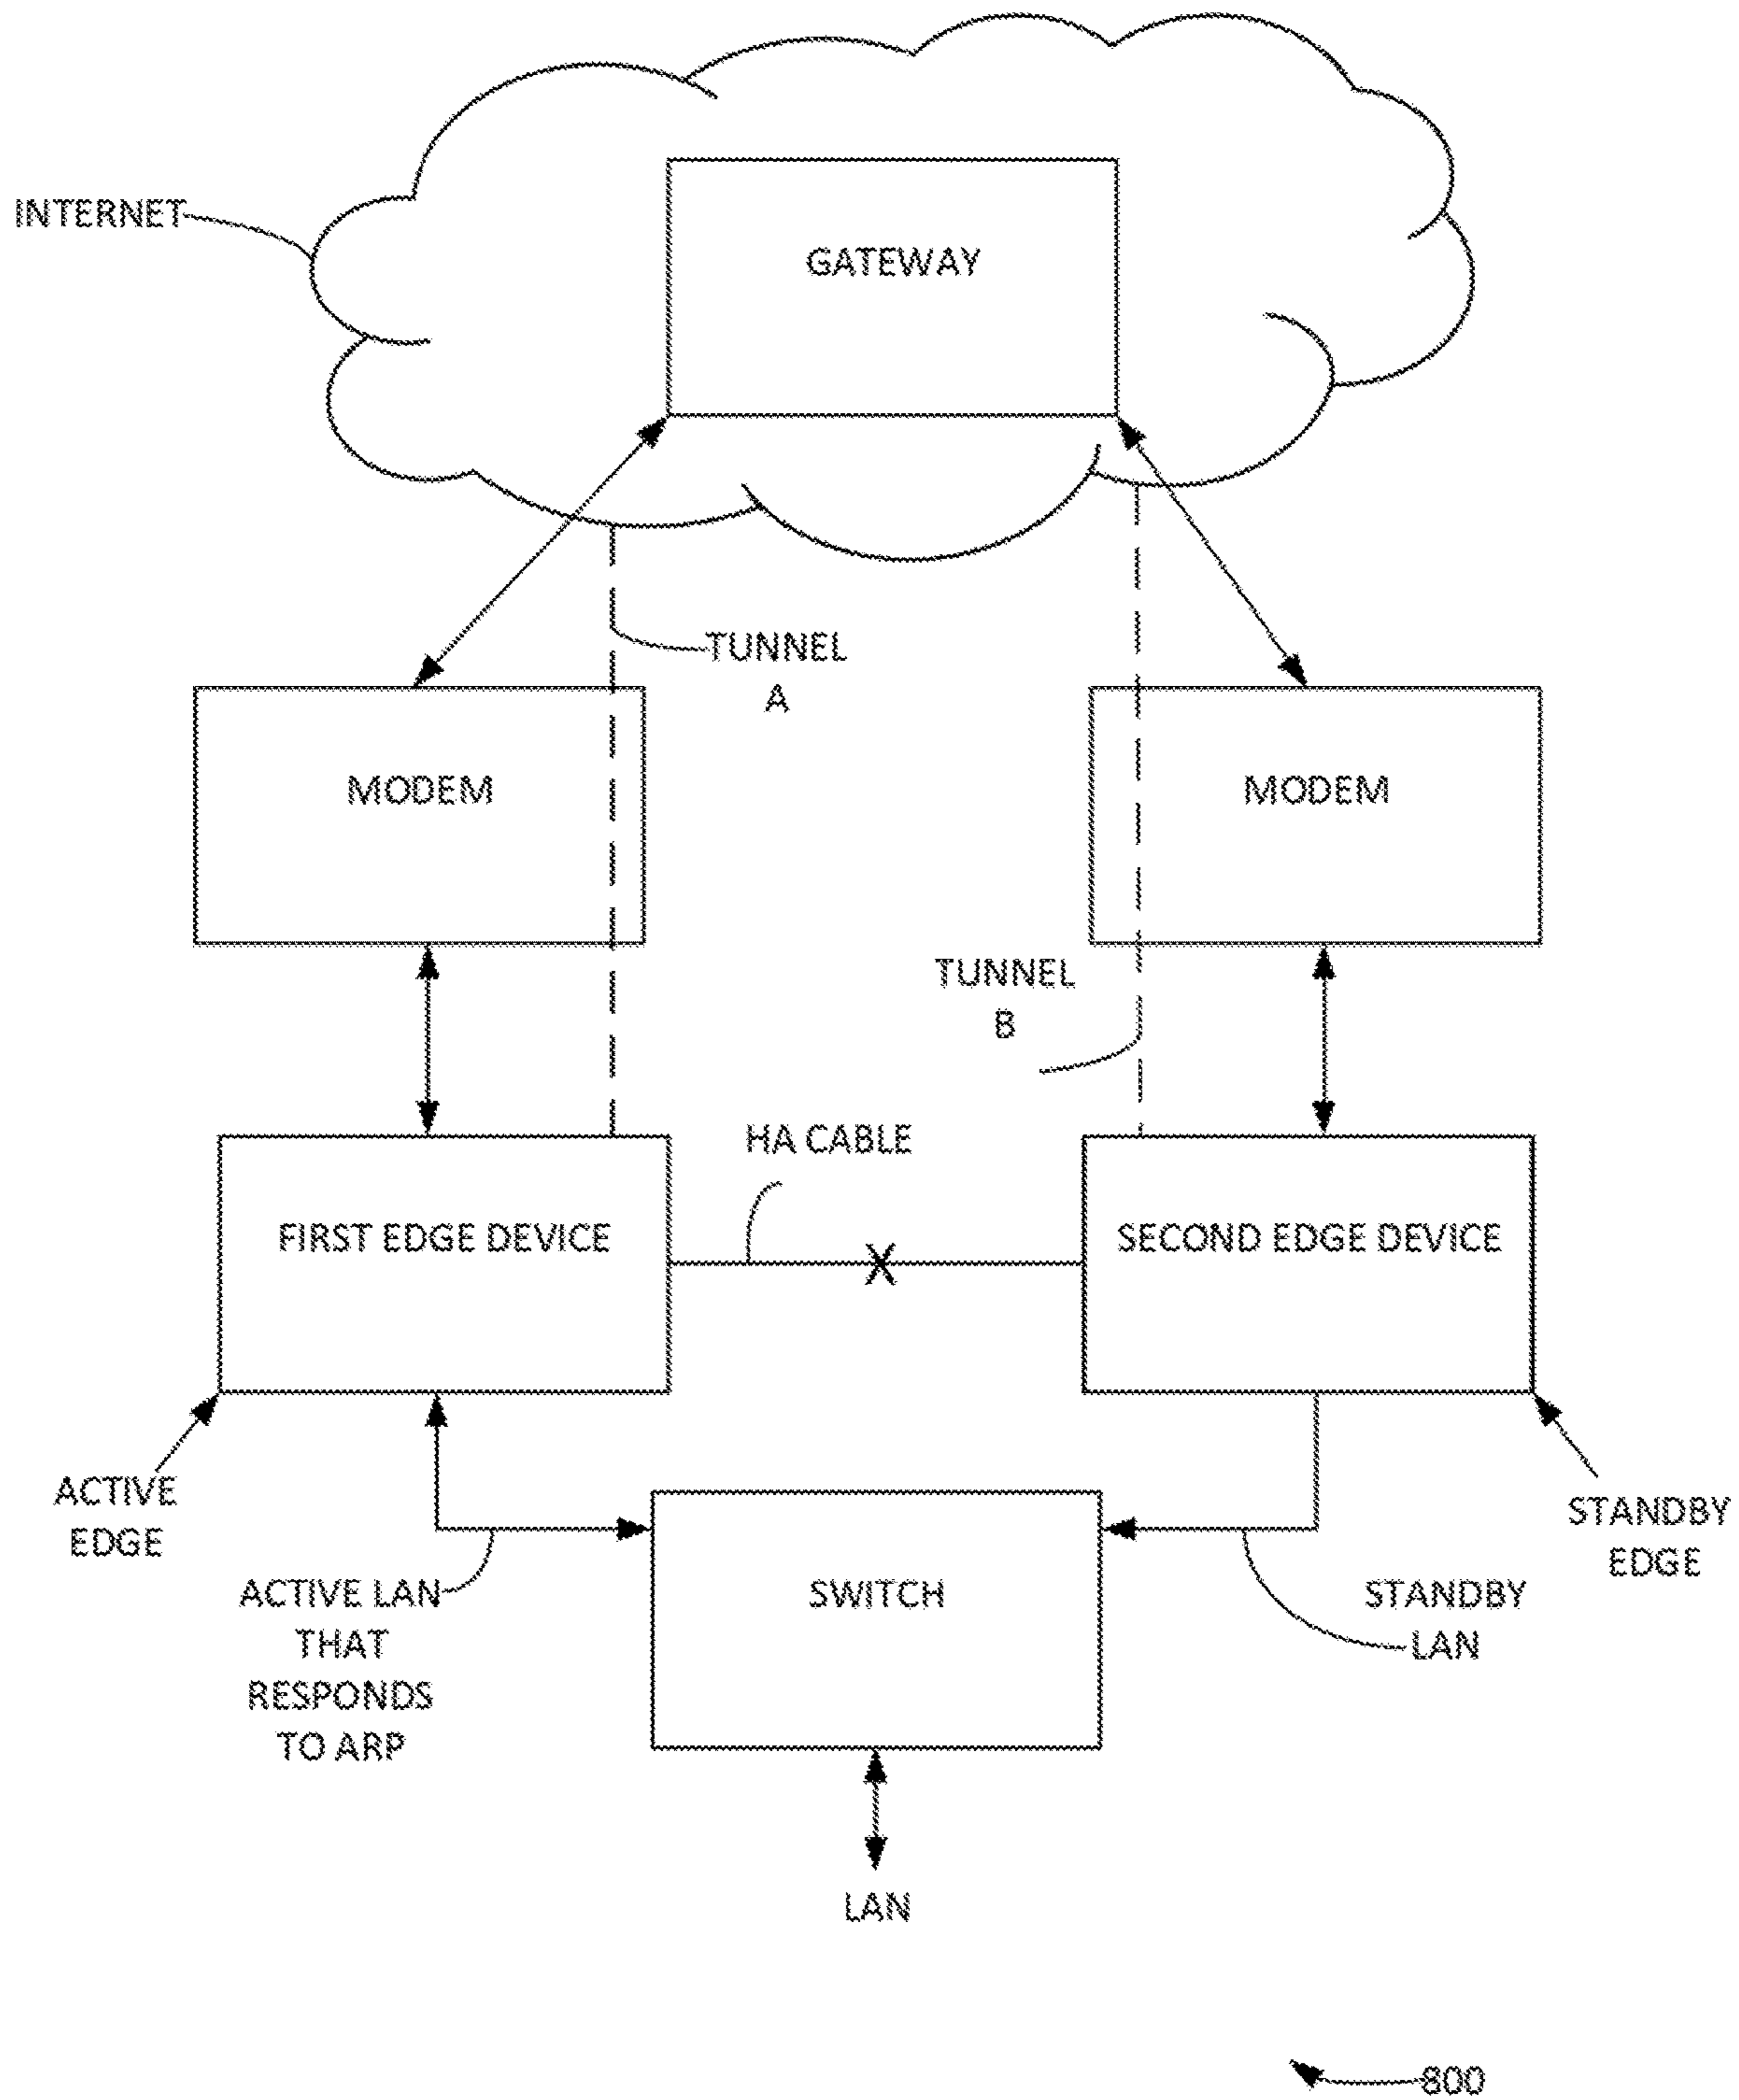 INTERNET
GATEWAY
TUNNEL
A
MODEM
MODEM
TUNNEL
B
HA CABLE
FIRST EDGE DEVICE
SECOND EDGE DEVICE
ACTIVE
EDGE
STANDBY
EDGE
ACTIVE LAN
THAT
RESPONDS
TO ARP
SWITCH
STANDBY
LAN
LAN
800